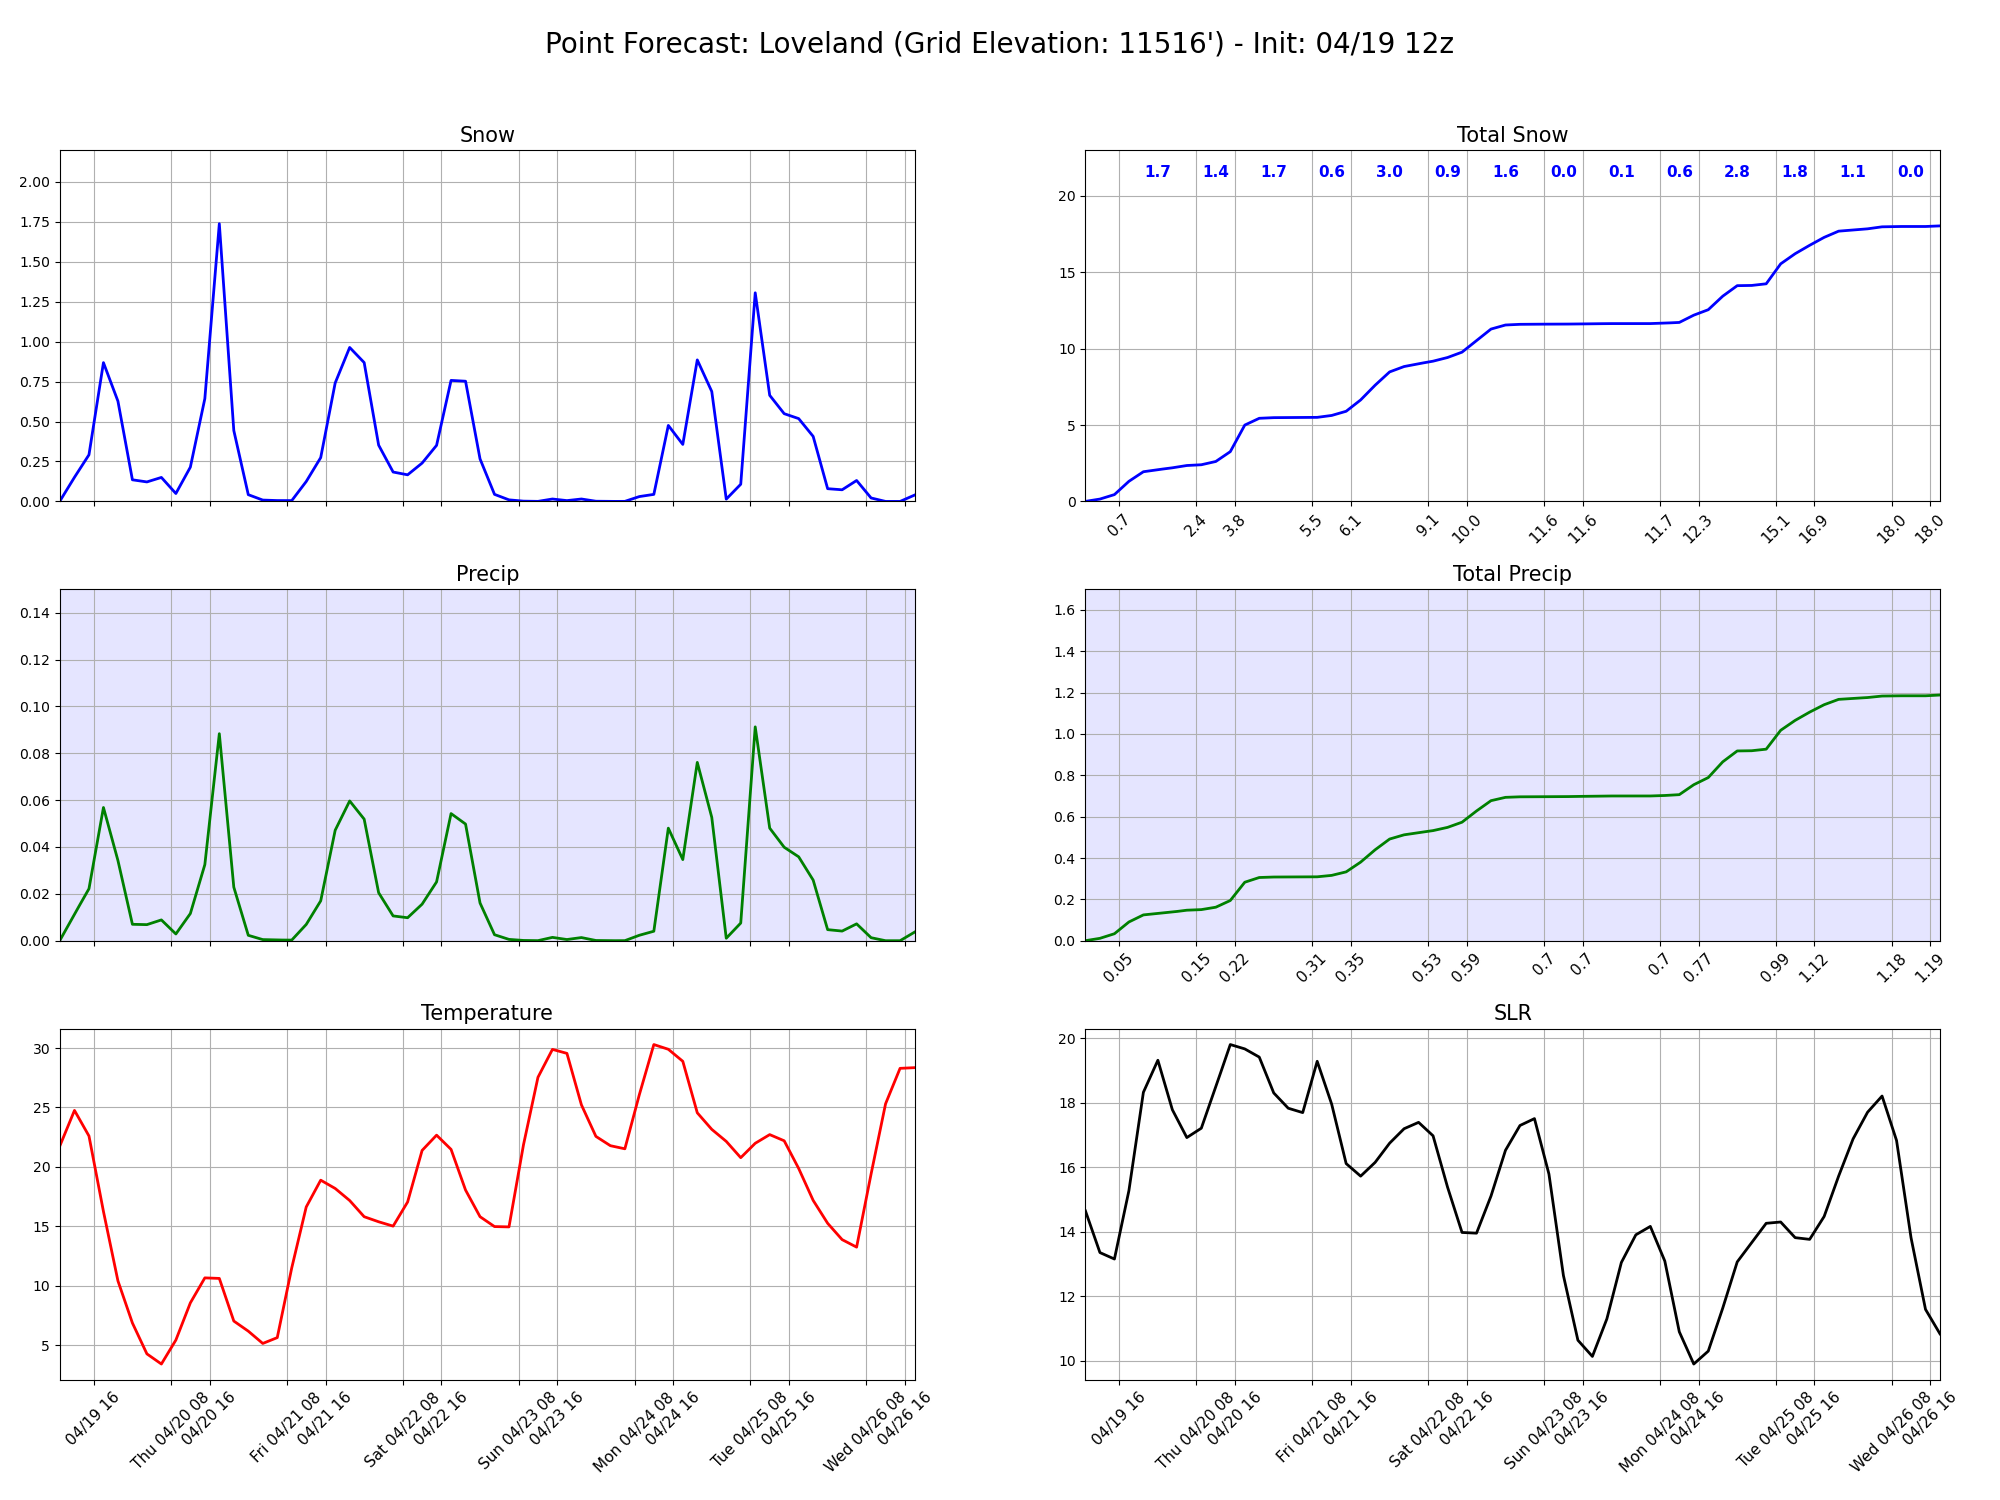 Point Forecast: Loveland (Grid Elevation: 11516') - Init: 04/19 12z
Snow
2.00
1.75
1.50
1.25
1.00
0.75
0.50
0.25
0.00
Total Snow
1.7 1.4 1.7 0.6 3.0 0.9 1.6 0.0 0.1 0.6 2.8 1.8 1.1 0.0
20
15
10
5
0
0.7 2.4 3.8 5.5 6.1 9.1 10.0 11.6 11.6 11.7 12.3 15.1 16.9 18.0 18.0
Precip
0.14
0.12
0.10
0.08
0.06
0.04
0.02
0.00
Total Precip
1.6
1.4
1.2
1.0
0.8
0.6
0.4
0.2
0.0
0.05 0.15 0.22 0.31 0.35 0.53 0.59 0.7 0.7 0.7 0.77 0.99 1.12 1.18 1.19
Temperature
30
25
20
15
10
5
04/19 16
Thu 04/20 08
04/20 16
Fri 04/21 08
04/21 16
Sat 04/22 08
04/22 16
Sun 04/23 08
04/23 16
Mon 04/24 08
04/24 16
Tue 04/25 08
04/25 16
Wed 04/26 08
04/26 16
SLR
20
18
16
14
12
10
04/19 16
Thu 04/20 08
04/20 16
Fri 04/21 08
04/21 16
Sat 04/22 08
04/22 16
Sun 04/23 08
04/23 16
Mon 04/24 08
04/24 16
Tue 04/25 08
04/25 16
Wed 04/26 08
04/26 16